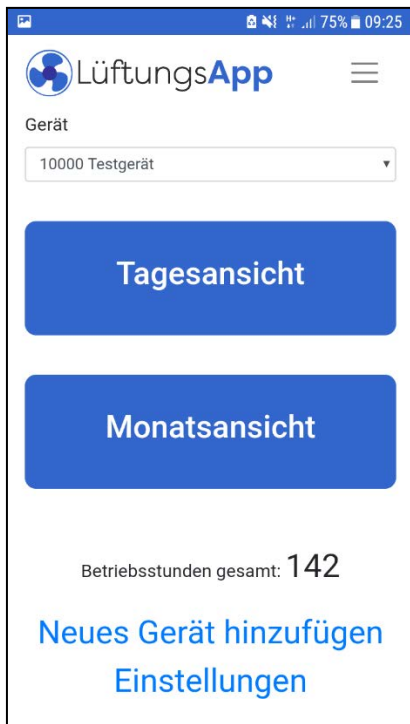 75% 09:25
LüftungsApp
Gerät
10000 Testgerät
Tagesansicht
Monatsansicht
Betriebsstunden gesamt: 142
Neues Gerät hinzufügen
Einstellungen